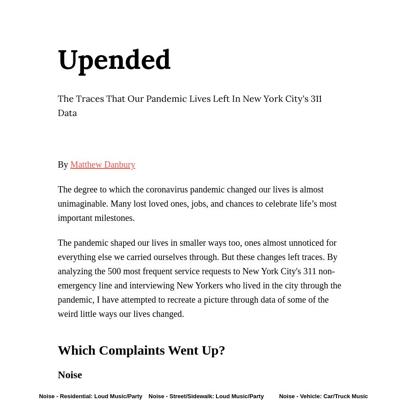 Upended
The Traces That Our Pandemic Lives Left In New York City's 311
Data
By Matthew Danbury
The degree to which the coronavirus pandemic changed our lives is almost
unimaginable. Many lost loved ones, jobs, and chances to celebrate life’s most
important milestones.
The pandemic shaped our lives in smaller ways too, ones almost unnoticed for
everything else we carried ourselves through. But these changes left traces. By
analyzing the 500 most frequent service requests to New York City's 311 non-
emergency line and interviewing New Yorkers who lived in the city through the
pandemic, I have attempted to recreate a picture through data of some of the
weird little ways our lives changed.
Which Complaints Went Up?
Noise
Noise - Residential: Loud Music/Party Noise - Street/Sidewalk: Loud Music/Party Noise - Vehicle: Car/Truck Music